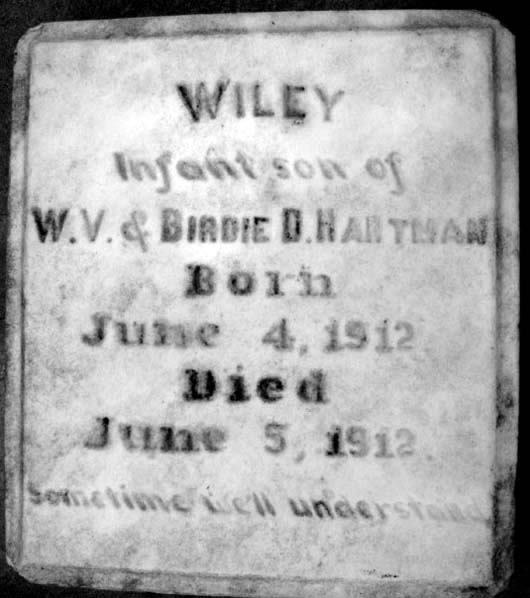 WILEY
Infant son of
W.V. & BIRDIE D. HARTMAN
Born
June 4, 1912.
Died
June 5, 1912.
Sometime we'll understand